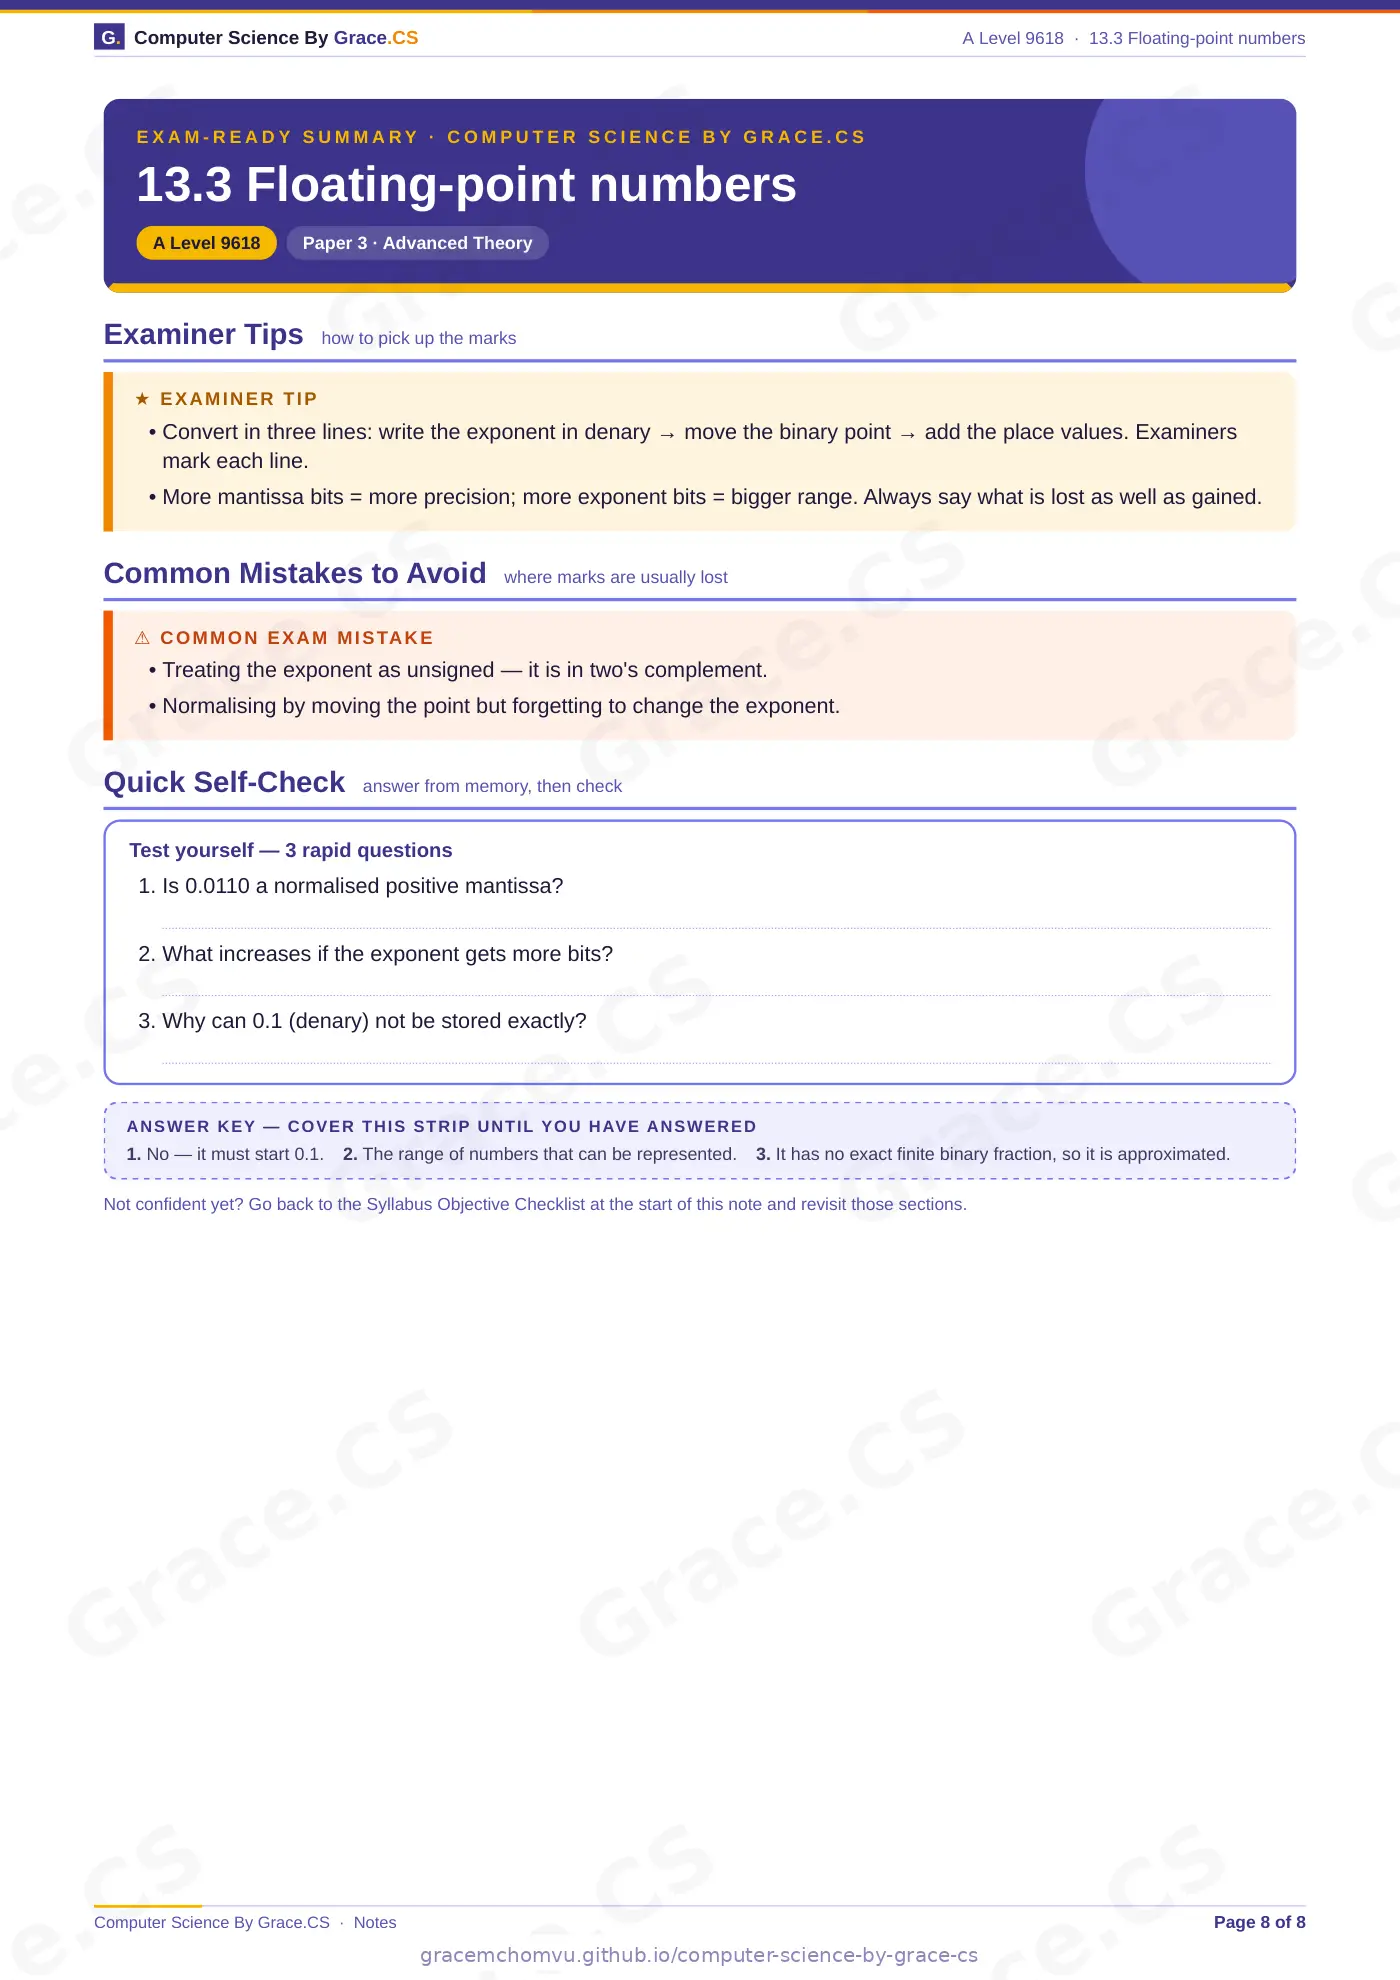 G. Computer Science By Grace.CS
A Level 9618 · 13.3 Floating-point numbers
EXAM-READY SUMMARY · COMPUTER SCIENCE BY GRACE.CS
13.3 Floating-point numbers
A Level 9618 Paper 3 · Advanced Theory
Examiner Tips how to pick up the marks
★ EXAMINER TIP
• Convert in three lines: write the exponent in denary → move the binary point → add the place values. Examiners
mark each line.
• More mantissa bits = more precision; more exponent bits = bigger range. Always say what is lost as well as gained.
Common Mistakes to Avoid where marks are usually lost
⚠ COMMON EXAM MISTAKE
• Treating the exponent as unsigned — it is in two's complement.
• Normalising by moving the point but forgetting to change the exponent.
Quick Self-Check answer from memory, then check
Test yourself — 3 rapid questions
1. Is 0.0110 a normalised positive mantissa?
2. What increases if the exponent gets more bits?
3. Why can 0.1 (denary) not be stored exactly?
ANSWER KEY — COVER THIS STRIP UNTIL YOU HAVE ANSWERED
1. No — it must start 0.1. 2. The range of numbers that can be represented. 3. It has no exact finite binary fraction, so it is approximated.
Not confident yet? Go back to the Syllabus Objective Checklist at the start of this note and revisit those sections.
Computer Science By Grace.CS · Notes
Page 8 of 8
gracemchomvu.github.io/computer-science-by-grace-cs